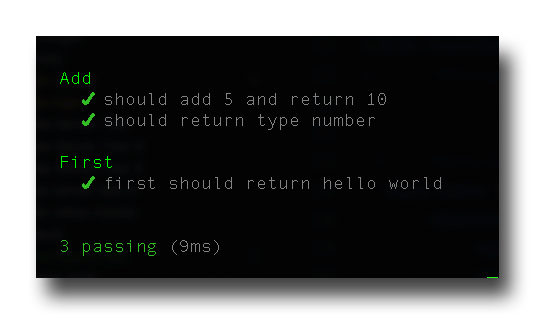 Add
✔ should add 5 and return 10
✔ should return type number
First
✔ first should return hello world
3 passing (9ms)